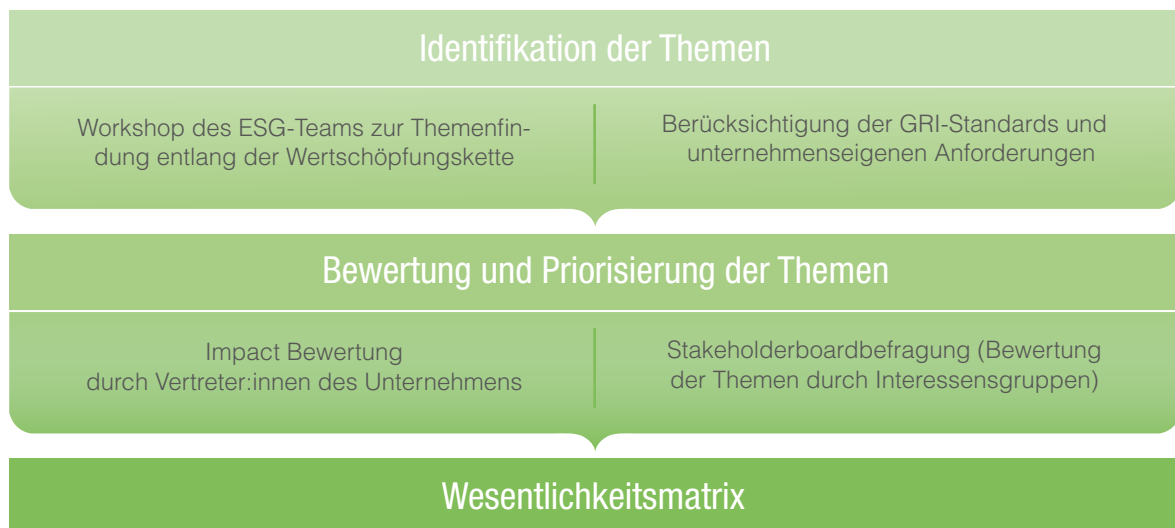 Identifikation der Themen
Workshop des ESG-Teams zur Themenfin-
dung entlang der Wertschöpfungskette
Berücksichtigung der GRI-Standards und
unternehmenseigenen Anforderungen
Bewertung und Priorisierung der Themen
Impact Bewertung
durch Vertreter:innen des Unternehmens
Stakeholderboardbefragung (Bewertung
der Themen durch Interessensgruppen)
Wesentlichkeitsmatrix